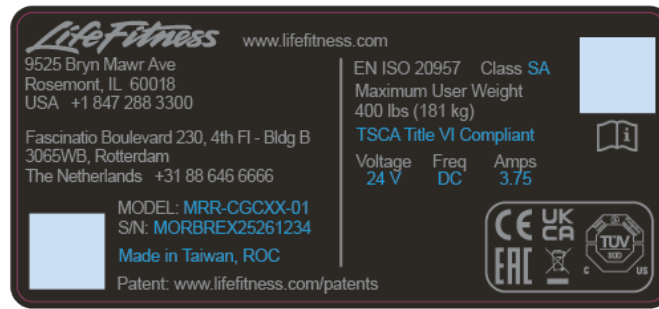 LifeFitness www.lifefitness.com
9525 Bryn Mawr Ave
Rosemont, IL 60018
USA +1 847 288 3300
Fascinatio Boulevard 230, 4th Fl - Bldg B
3065WB, Rotterdam
The Netherlands +31 88 646 6666
MODEL: MRR-CGCXX-01
S/N: MORBREX25261234
Made in Taiwan, ROC
Patent: www.lifefitness.com/patents
EN ISO 20957 Class SA
Maximum User Weight
400 lbs (181 kg)
TSCA Title VI Compliant
Voltage Freq Amps
24 V DC 3.75
CE UK CA
EAC
TÜV
SÜD
C US